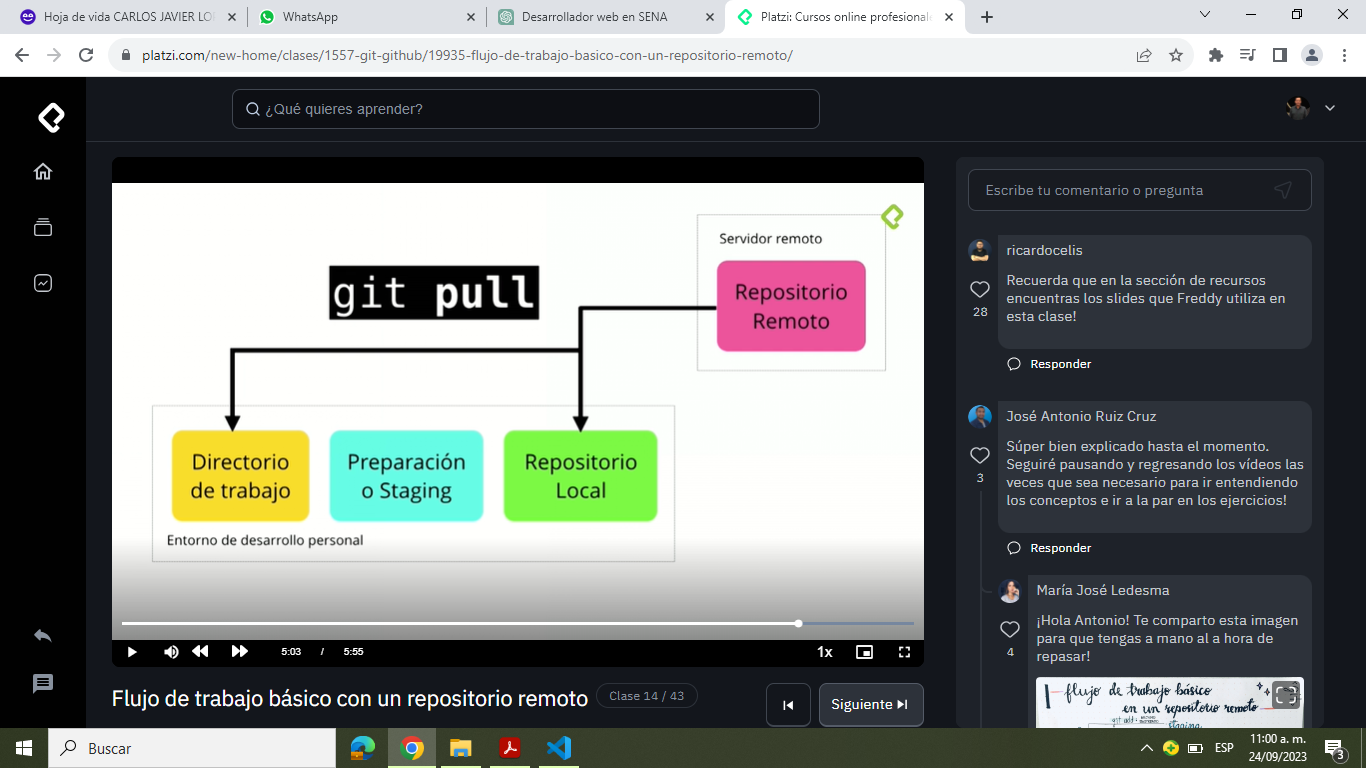 Hoja de vida CARLOS JAVIER LO
WhatsApp
Desarrollador web en SENA
Platzi: Cursos online profesionale
platzi.com/new-home/clases/1557-git-github/19935-flujo-de-trabajo-basico-con-un-repositorio-remoto/
¿Qué quieres aprender?
Servidor remoto
git pull
Repositorio
Remoto
Directorio
de trabajo
Preparación
o Staging
Repositorio
Local
Entorno de desarrollo personal
5:03 / 5:55
1x
Flujo de trabajo básico con un repositorio remoto
Clase 14 / 43
Siguiente
Escribe tu comentario o pregunta
ricardocelis
Recuerda que en la sección de recursos
encuentras los slides que Freddy utiliza en
esta clase!
28
Responder
José Antonio Ruiz Cruz
Súper bien explicado hasta el momento.
Seguiré pausando y regresando los vídeos las
veces que sea necesario para ir entendiendo
los conceptos e ir a la par en los ejercicios!
3
Responder
María José Ledesma
¡Hola Antonio! Te comparto esta imagen
para que tengas a mano al a hora de
repasar!
4
flujo de trabajo básico
en un repositorio remoto
git add
staging
Buscar
ESP
11:00 a. m.
24/09/2023
3